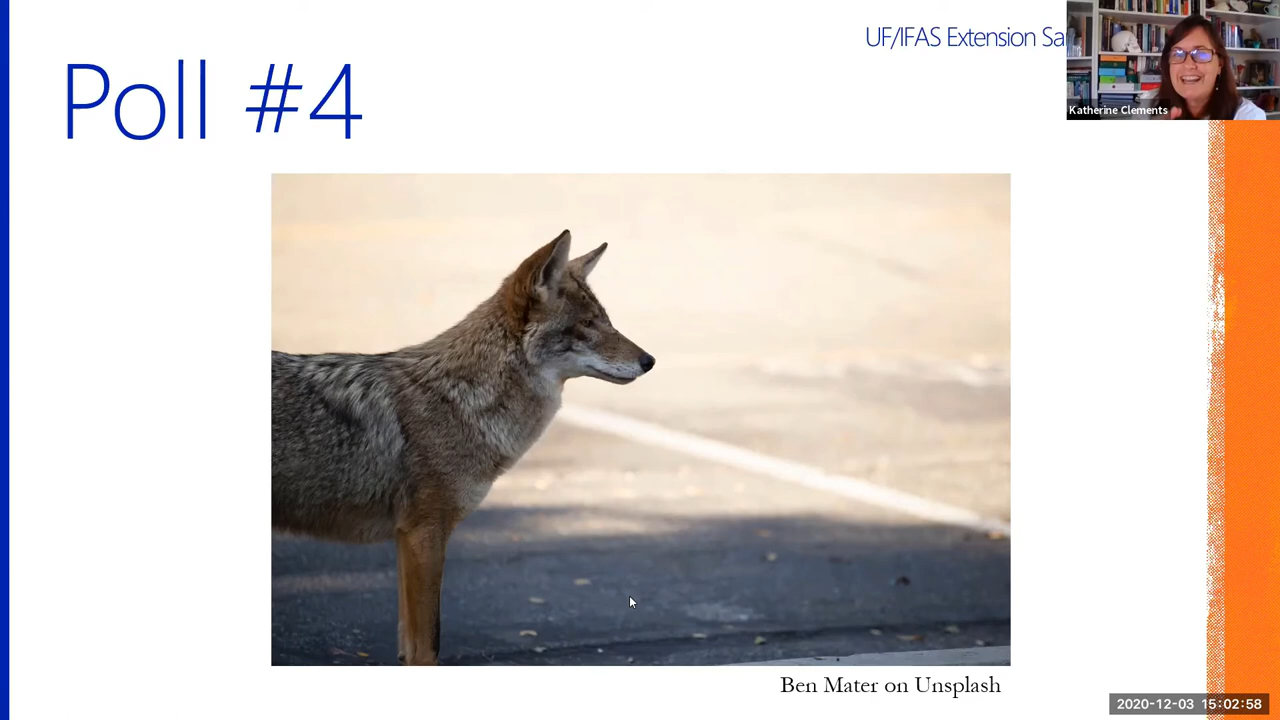 UF/IFAS Extension Sa
Poll #4
Katherine Clements
Ben Mater on Unsplash
2020-12-03 15:02:58